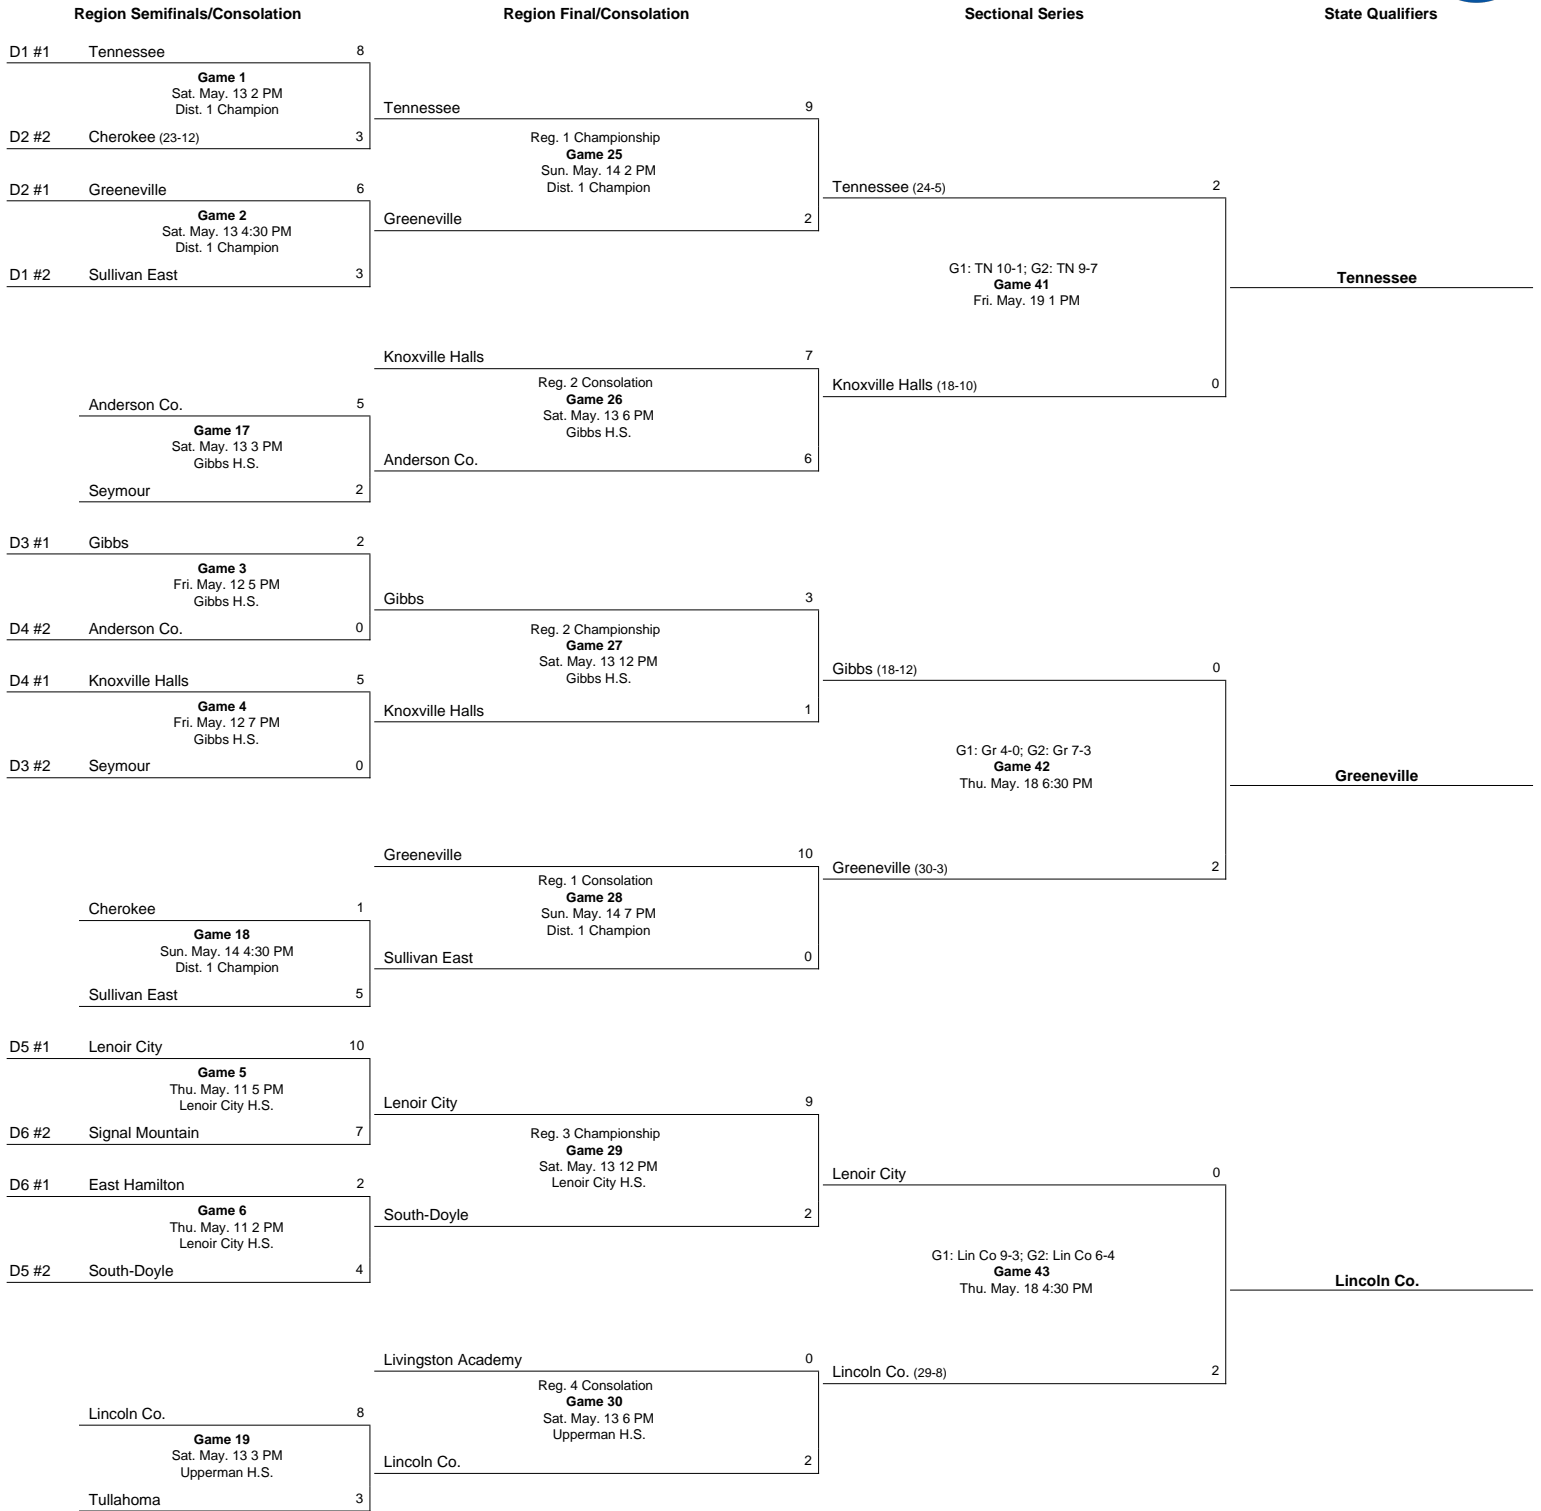 Region Semifinals/Consolation
Region Final/Consolation
Sectional Series
State Qualifiers
D1 #1 Tennessee 8
Game 1
Sat. May. 13 2 PM
Dist. 1 Champion
D2 #2 Cherokee (23-12) 3
Tennessee 9
Reg. 1 Championship
Game 25
Sun. May. 14 2 PM
Dist. 1 Champion
Greeneville 2
D2 #1 Greeneville 6
Game 2
Sat. May. 13 4:30 PM
Dist. 1 Champion
D1 #2 Sullivan East 3
Tennessee (24-5) 2
G1: TN 10-1; G2: TN 9-7
Game 41
Fri. May. 19 1 PM
Knoxville Halls (18-10) 0
Tennessee
Knoxville Halls 7
Reg. 2 Consolation
Game 26
Sat. May. 13 6 PM
Gibbs H.S.
Anderson Co. 6
Anderson Co. 5
Game 17
Sat. May. 13 3 PM
Gibbs H.S.
Seymour 2
D3 #1 Gibbs 2
Game 3
Fri. May. 12 5 PM
Gibbs H.S.
D4 #2 Anderson Co. 0
Gibbs 3
Reg. 2 Championship
Game 27
Sat. May. 13 12 PM
Gibbs H.S.
Knoxville Halls 1
D4 #1 Knoxville Halls 5
Game 4
Fri. May. 12 7 PM
Gibbs H.S.
D3 #2 Seymour 0
Gibbs (18-12) 0
G1: Gr 4-0; G2: Gr 7-3
Game 42
Thu. May. 18 6:30 PM
Greeneville (30-3) 2
Greeneville
Greeneville 10
Reg. 1 Consolation
Game 28
Sun. May. 14 7 PM
Dist. 1 Champion
Sullivan East 0
Cherokee 1
Game 18
Sun. May. 14 4:30 PM
Dist. 1 Champion
Sullivan East 5
D5 #1 Lenoir City 10
Game 5
Thu. May. 11 5 PM
Lenoir City H.S.
D6 #2 Signal Mountain 7
Lenoir City 9
Reg. 3 Championship
Game 29
Sat. May. 13 12 PM
Lenoir City H.S.
South-Doyle 2
D6 #1 East Hamilton 2
Game 6
Thu. May. 11 2 PM
Lenoir City H.S.
D5 #2 South-Doyle 4
Lenoir City 0
G1: Lin Co 9-3; G2: Lin Co 6-4
Game 43
Thu. May. 18 4:30 PM
Lincoln Co. (29-8) 2
Lincoln Co.
Livingston Academy 0
Reg. 4 Consolation
Game 30
Sat. May. 13 6 PM
Upperman H.S.
Lincoln Co. 2
Lincoln Co. 8
Game 19
Sat. May. 13 3 PM
Upperman H.S.
Tullahoma 3